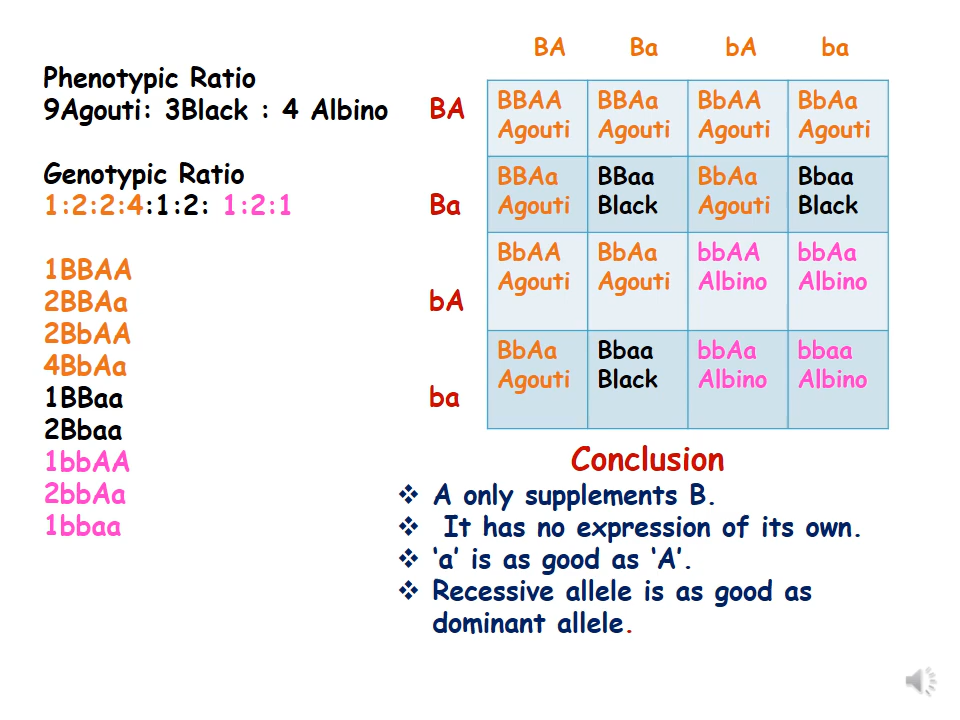 Phenotypic Ratio
9Agouti: 3Black : 4 Albino
Genotypic Ratio
1:2:2:4:1:2: 1:2:1
1BBAA
2BBAa
2BbAA
4BbAa
1BBaa
2Bbaa
1bbAA
2bbAa
1bbaa
BA Ba bA ba
BA
BBAA BBAa BbAA BbAa
Agouti Agouti Agouti Agouti
Ba
BBAa BBaa BbAa Bbaa
Agouti Black Agouti Black
bA
BbAA BbAa bbAA bbAa
Agouti Agouti Albino Albino
ba
BbAa Bbaa bbAa bbaa
Agouti Black Albino Albino
Conclusion
❖ A only supplements B.
❖ It has no expression of its own.
❖ ‘a’ is as good as ‘A’.
❖ Recessive allele is as good as
dominant allele.